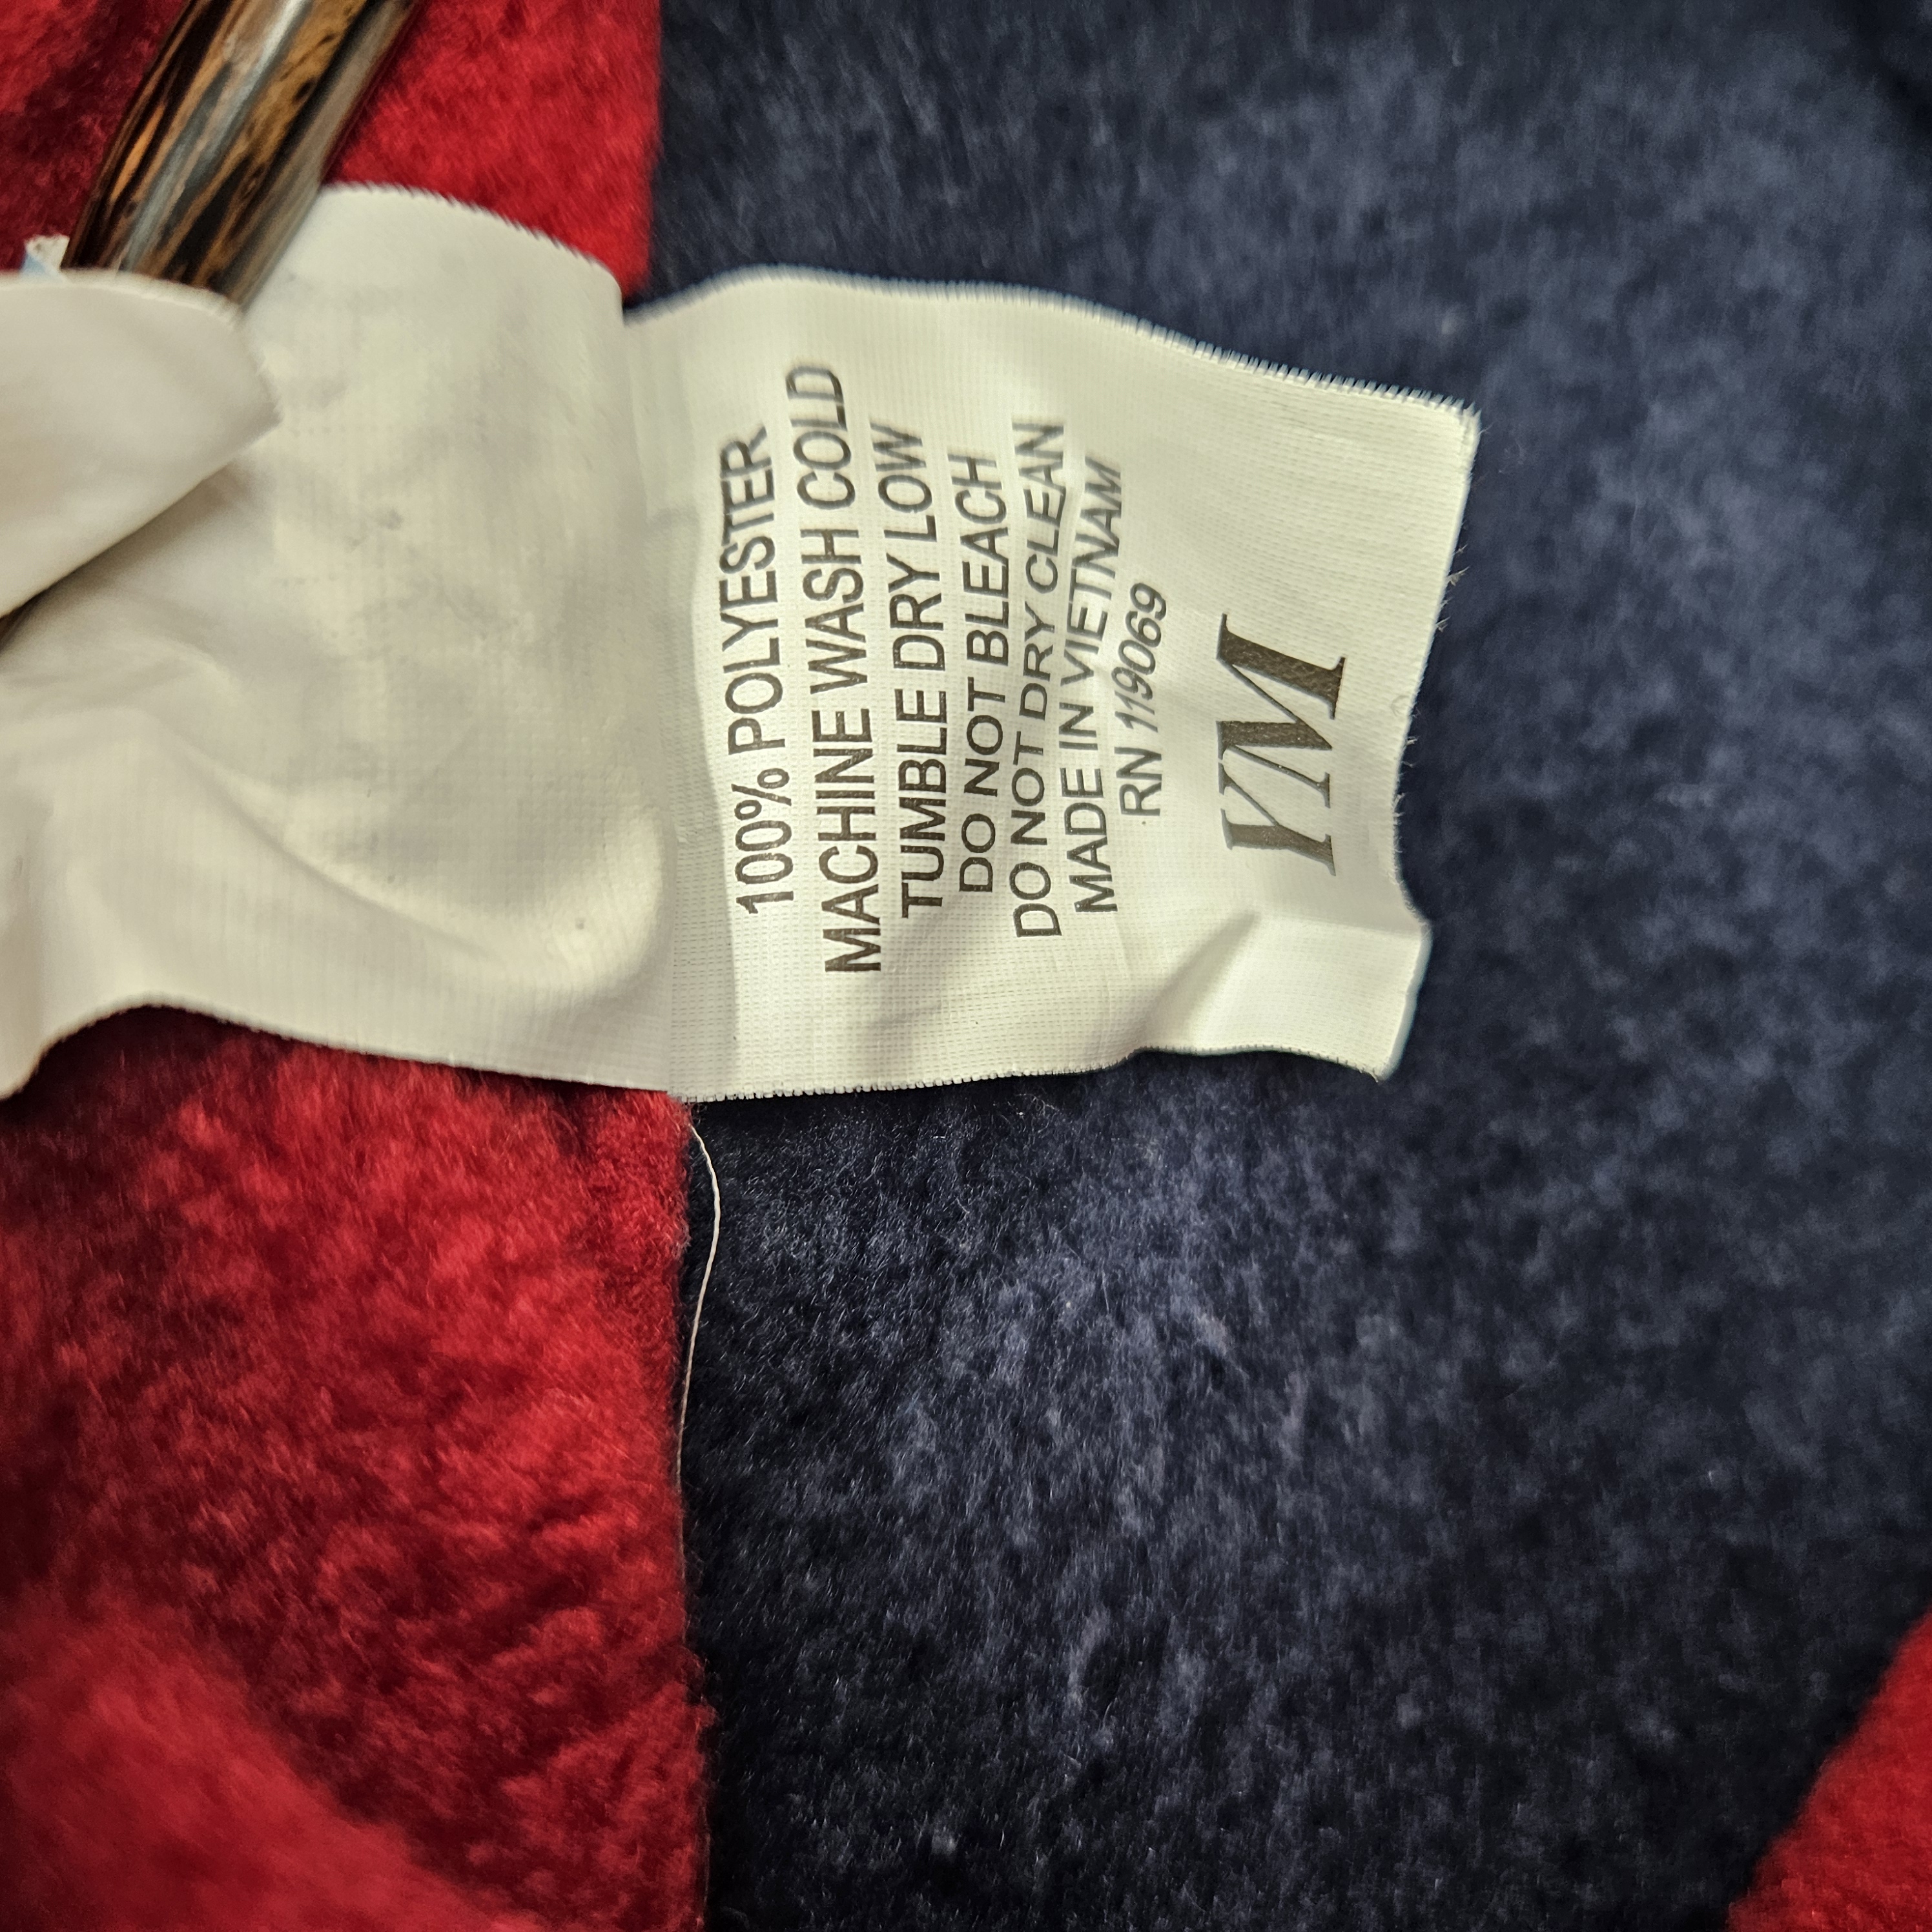 100% POLYESTER
MACHINE WASH COLD
TUMBLE DRY LOW
DO NOT BLEACH
DO NOT DRY CLEAN
MADE IN VIETNAM
RN 119069
YM